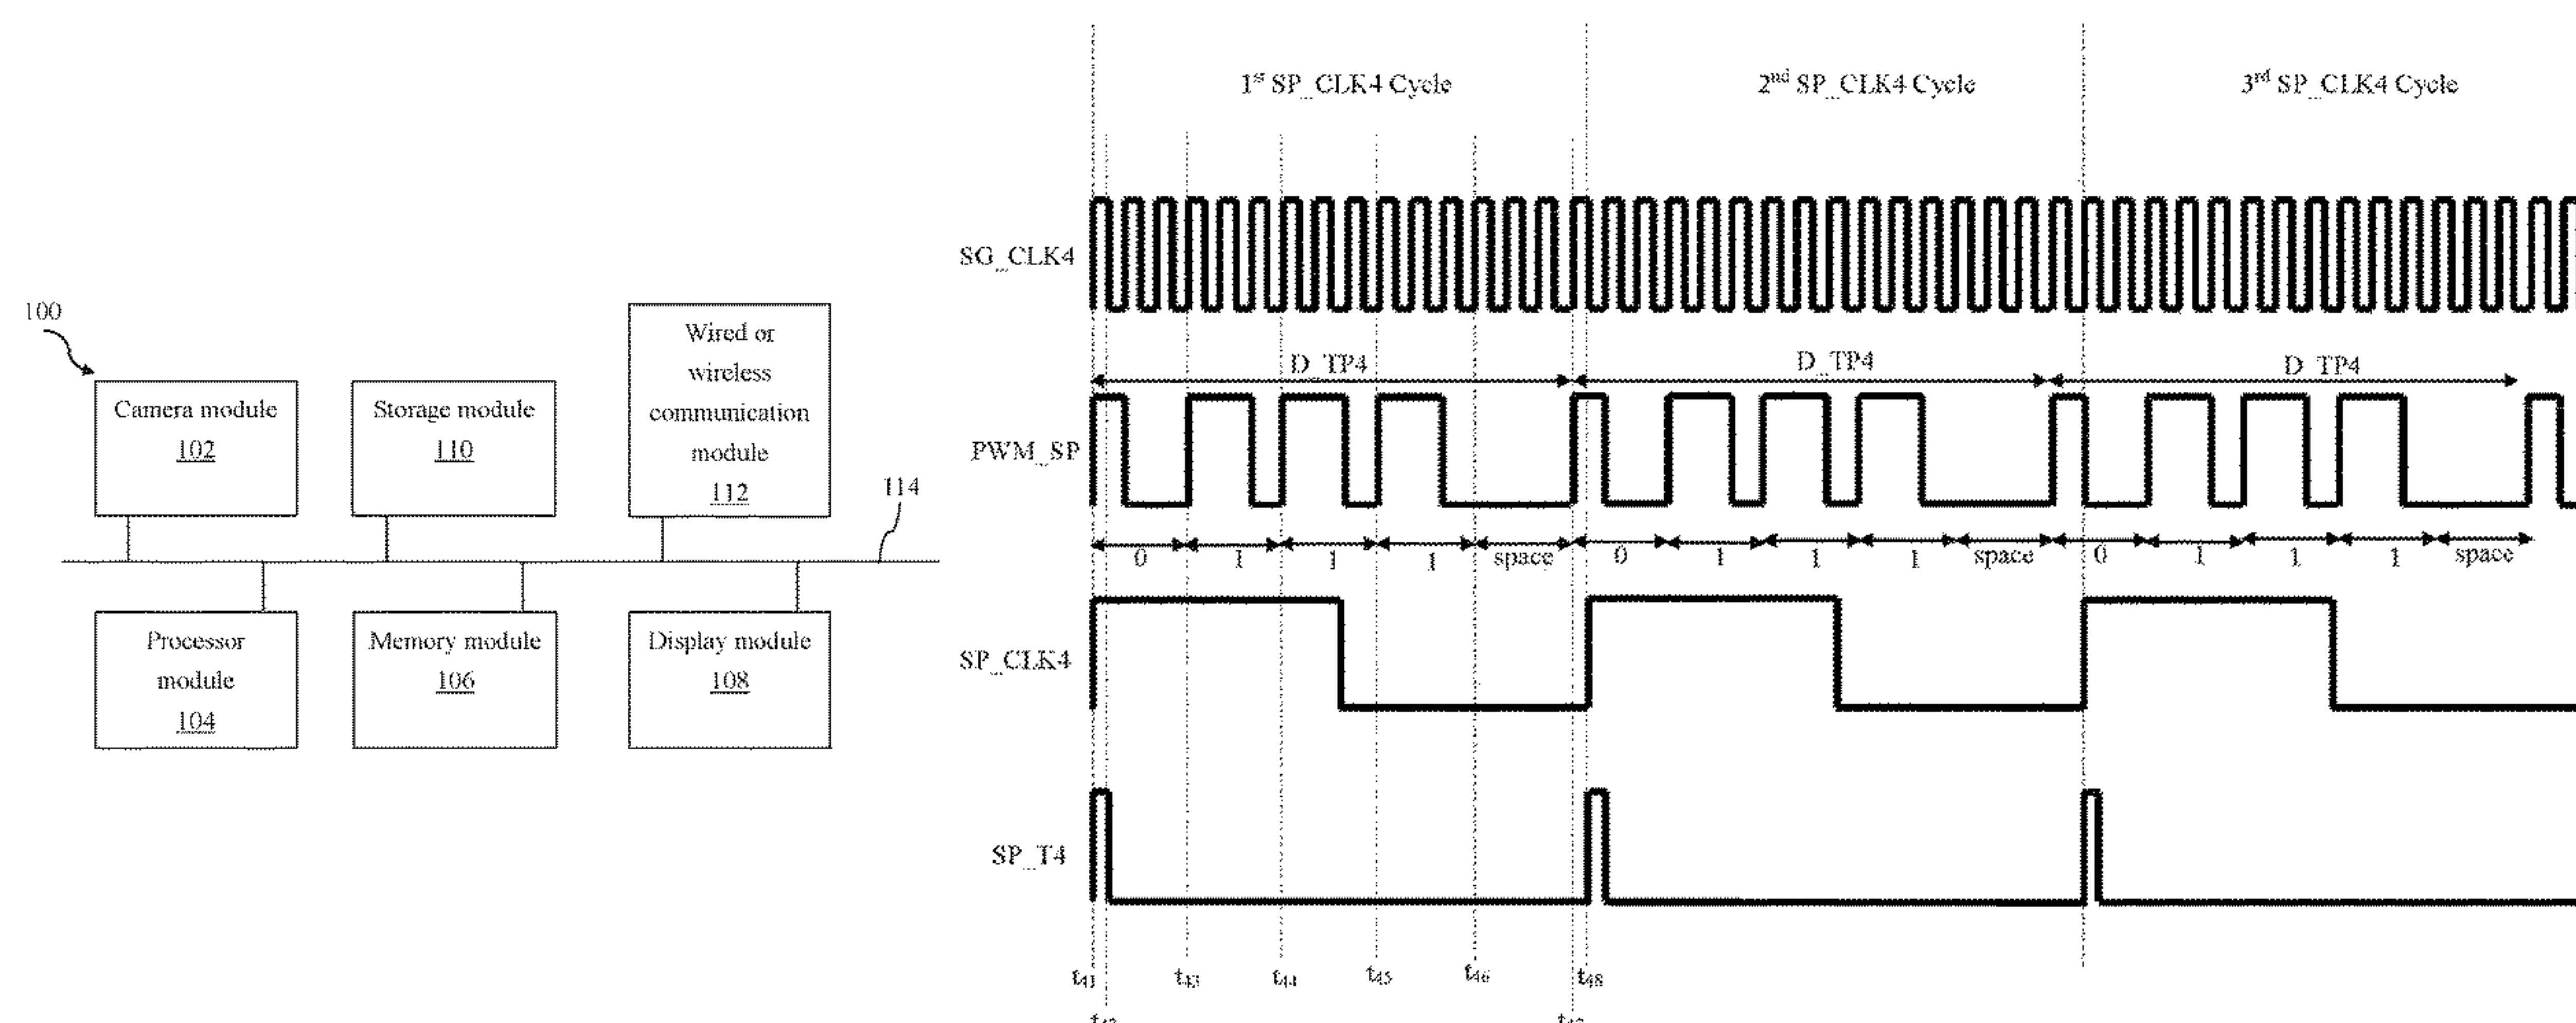 100
Camera module
102
Storage module
110
Wired or
wireless
communication
module
112
114
Processor
module
104
Memory module
106
Display module
108
1st SP_CLK4 Cycle
2nd SP_CLK4 Cycle
3rd SP_CLK4 Cycle
SG_CLK4
D_TP4
D_TP4
D_TP4
PWM_SP
0 1 1 1 space 0 1 1 1 space 0 1 1 1 space
SP_CLK4
SP_T4
t41 t43 t44 t45 t46 t48